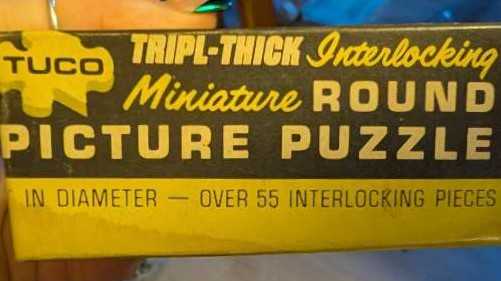 TUCO
TRIPL-THICK Interlocking
Miniature ROUND
PICTURE PUZZLE
IN DIAMETER — OVER 55 INTERLOCKING PIECES